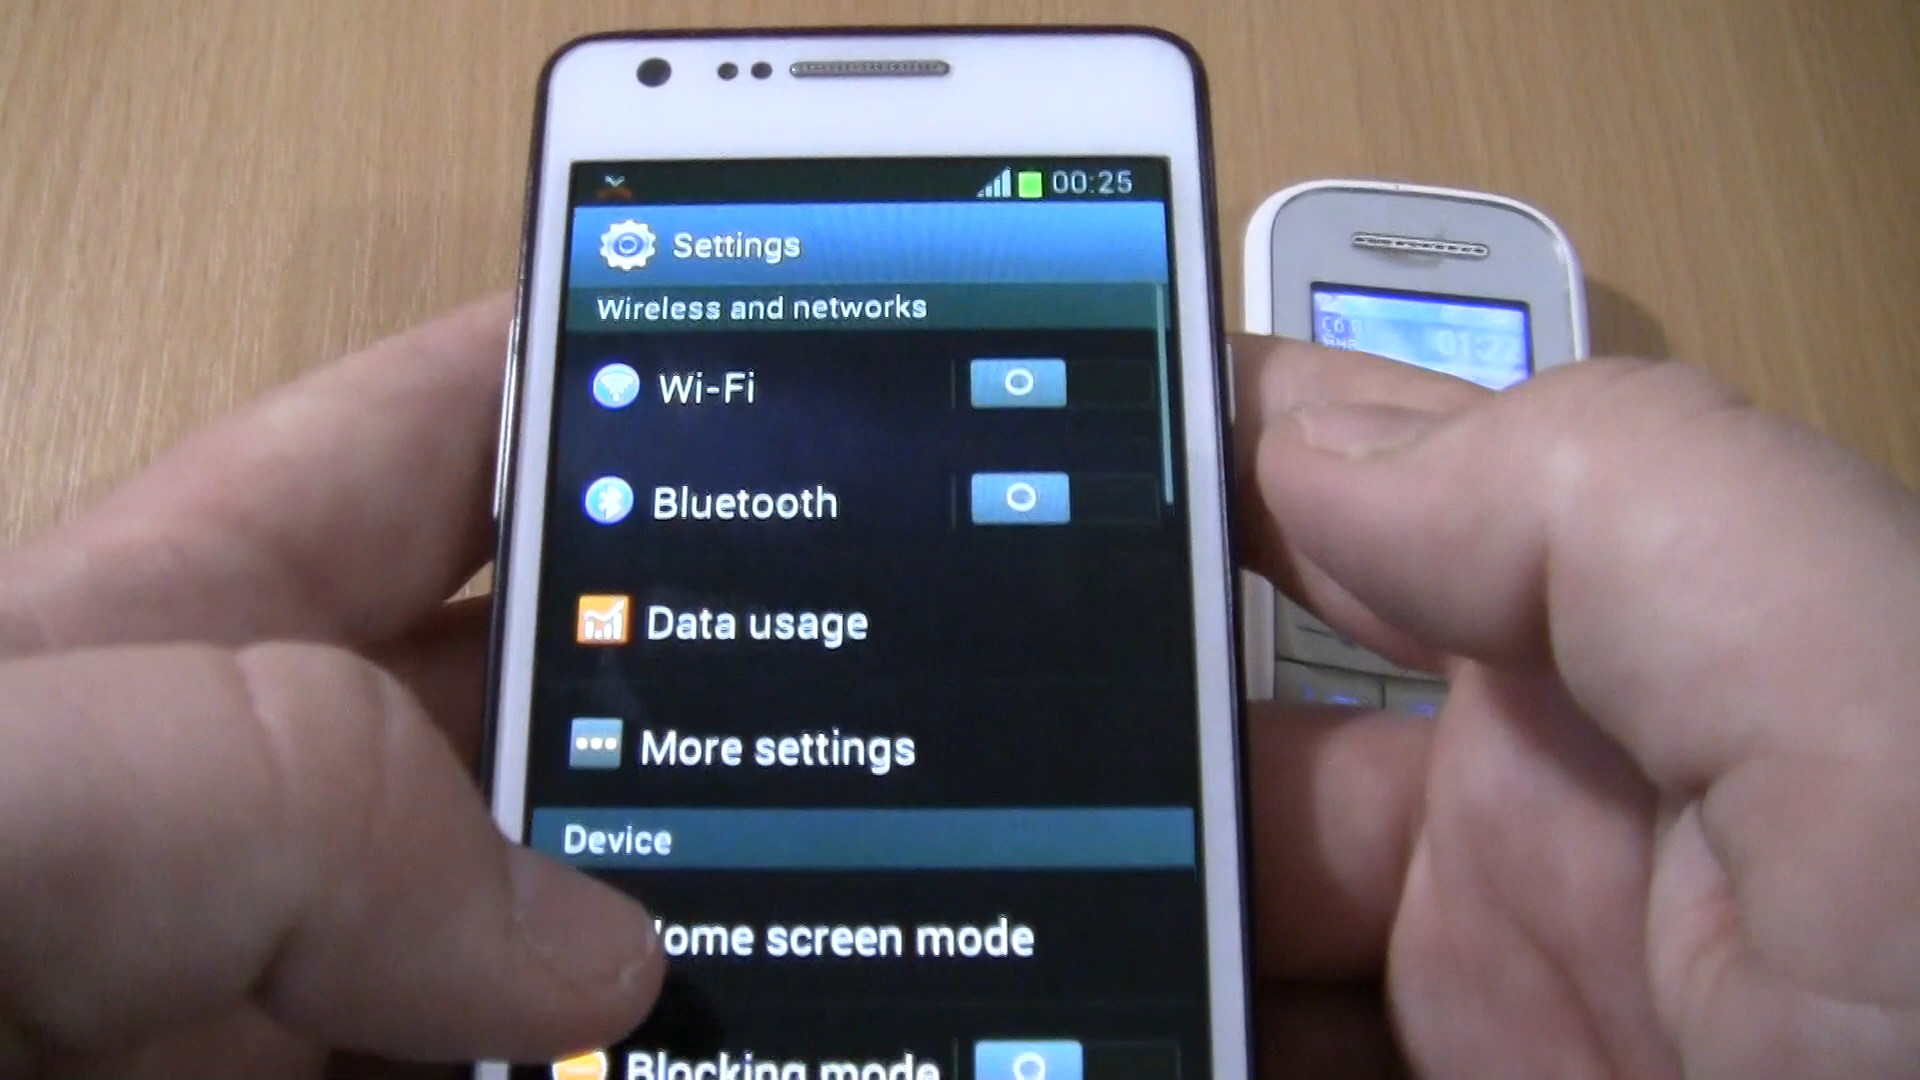 00:25
Settings
Wireless and networks
Wi-Fi
Bluetooth
Data usage
More settings
Device
ome screen mode
Blocking mode